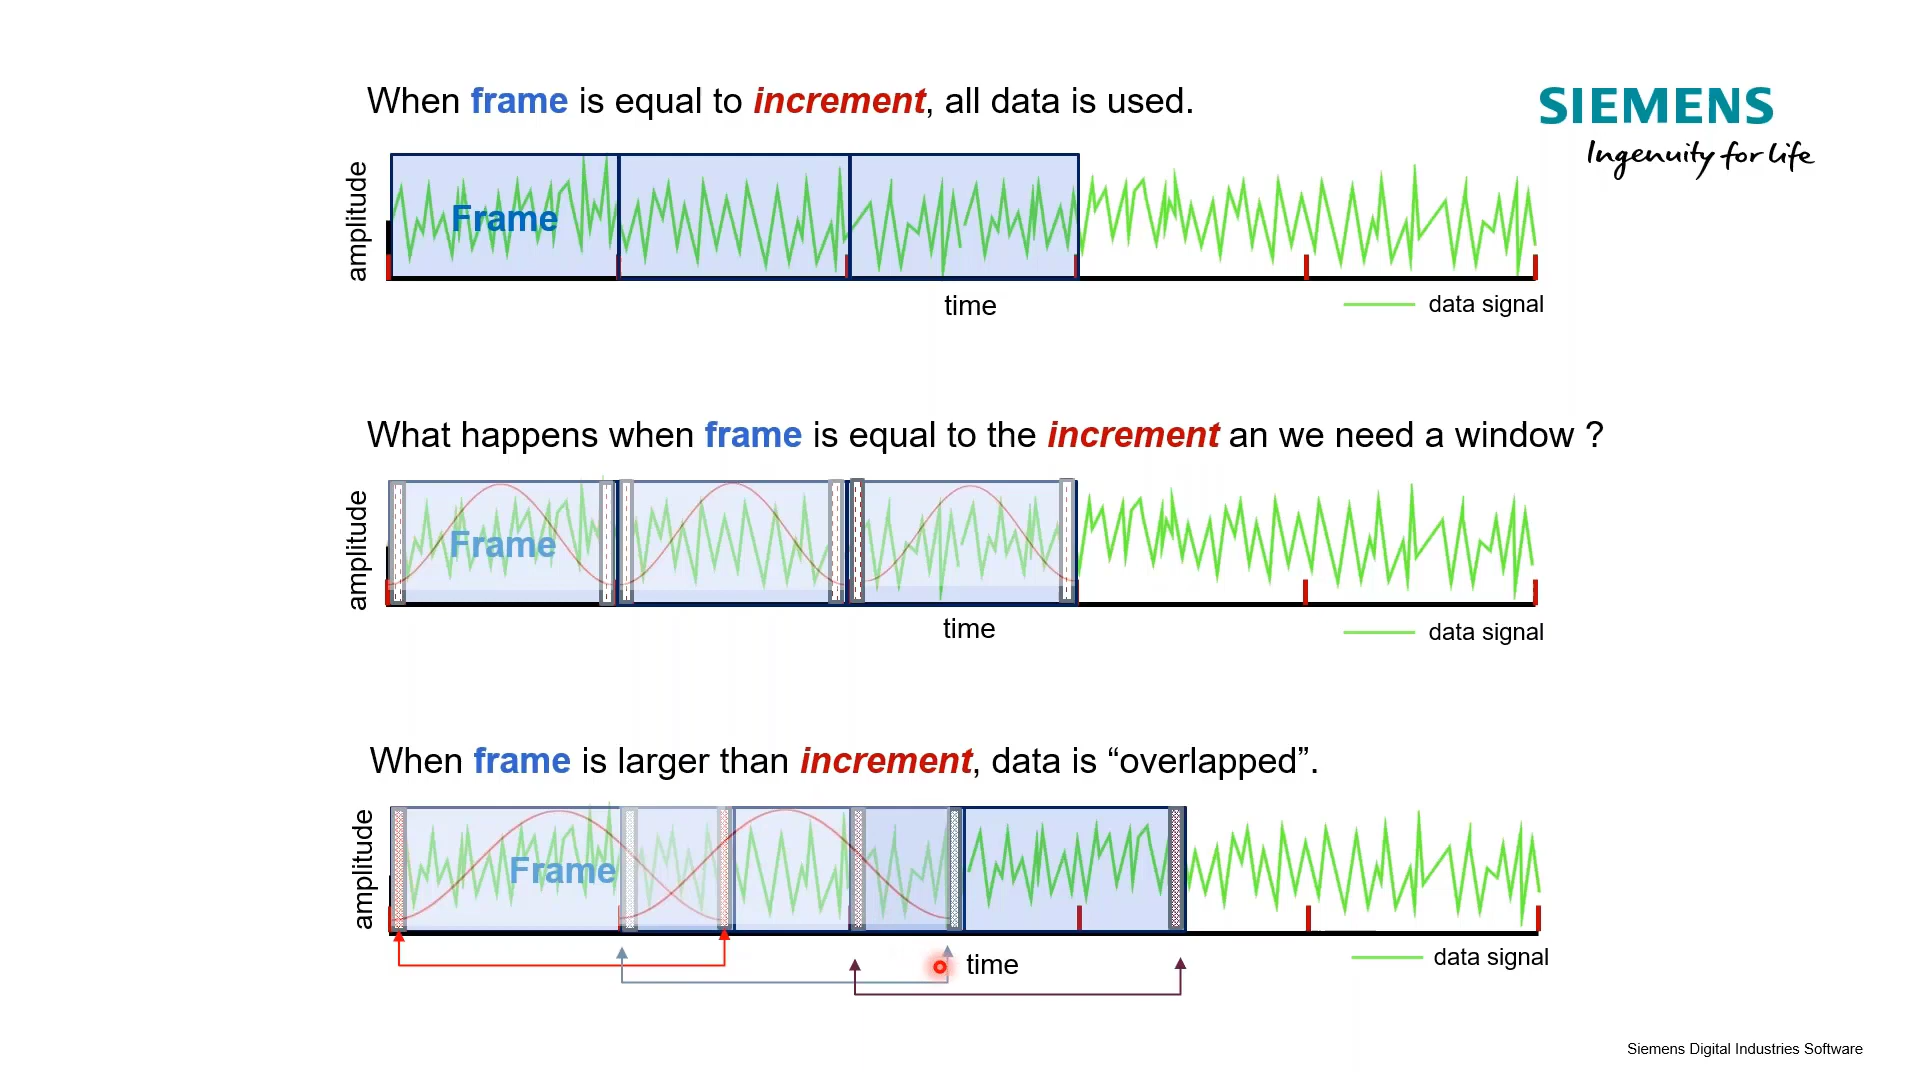 When frame is equal to increment, all data is used.
SIEMENS
Ingenuity for life
amplitude
Frame
time
data signal
What happens when frame is equal to the increment an we need a window ?
amplitude
Frame
time
data signal
When frame is larger than increment, data is “overlapped”.
amplitude
Frame
time
data signal
Siemens Digital Industries Software